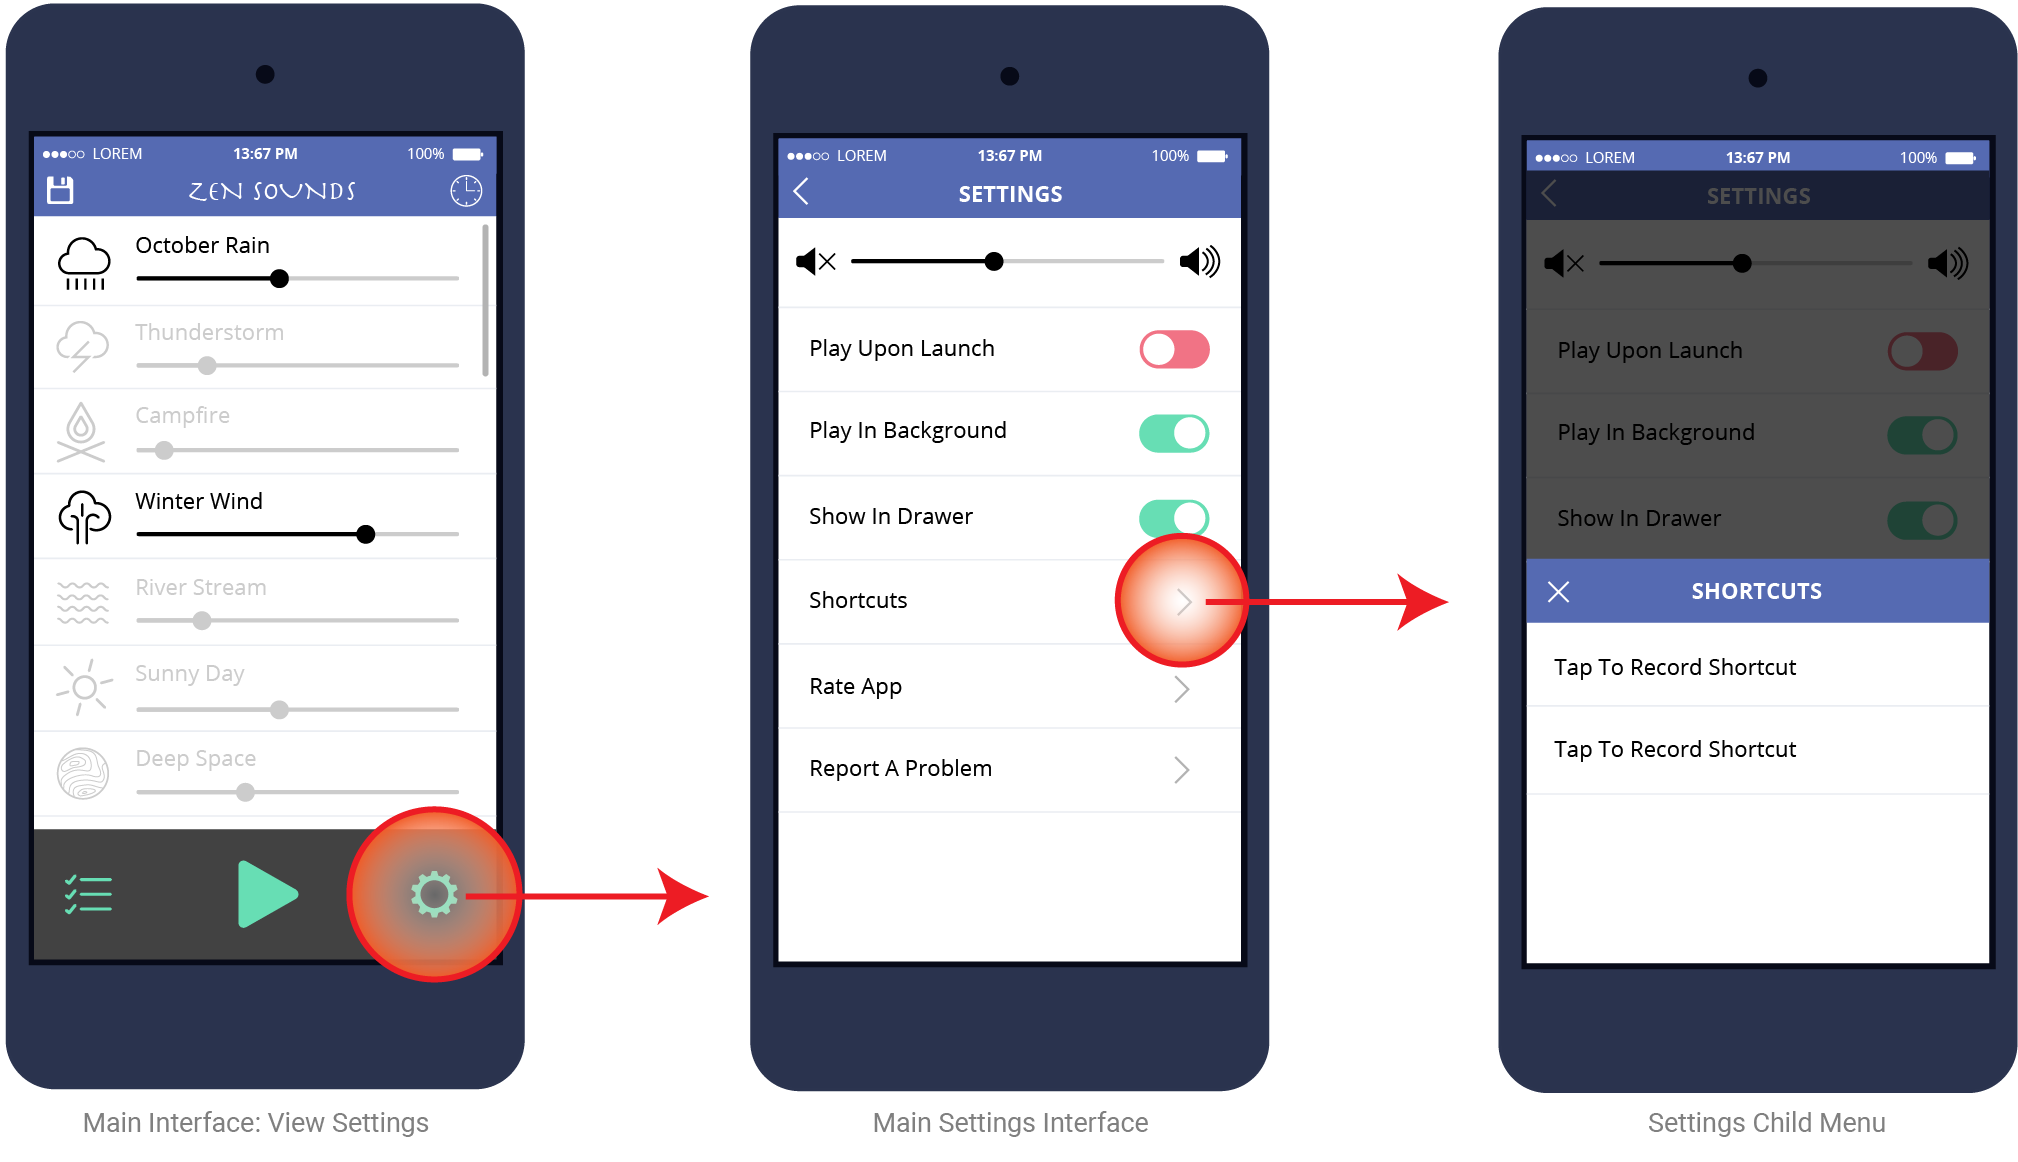 LOREM 13:67 PM 100%
ZEN SOUNDS
October Rain
Thunderstorm
Campfire
Winter Wind
River Stream
Sunny Day
Deep Space
Main Interface: View Settings
LOREM 13:67 PM 100%
SETTINGS
Play Upon Launch
Play In Background
Show In Drawer
Shortcuts
Rate App
Report A Problem
Main Settings Interface
LOREM 13:67 PM 100%
SETTINGS
Play Upon Launch
Play In Background
Show In Drawer
SHORTCUTS
Tap To Record Shortcut
Tap To Record Shortcut
Settings Child Menu